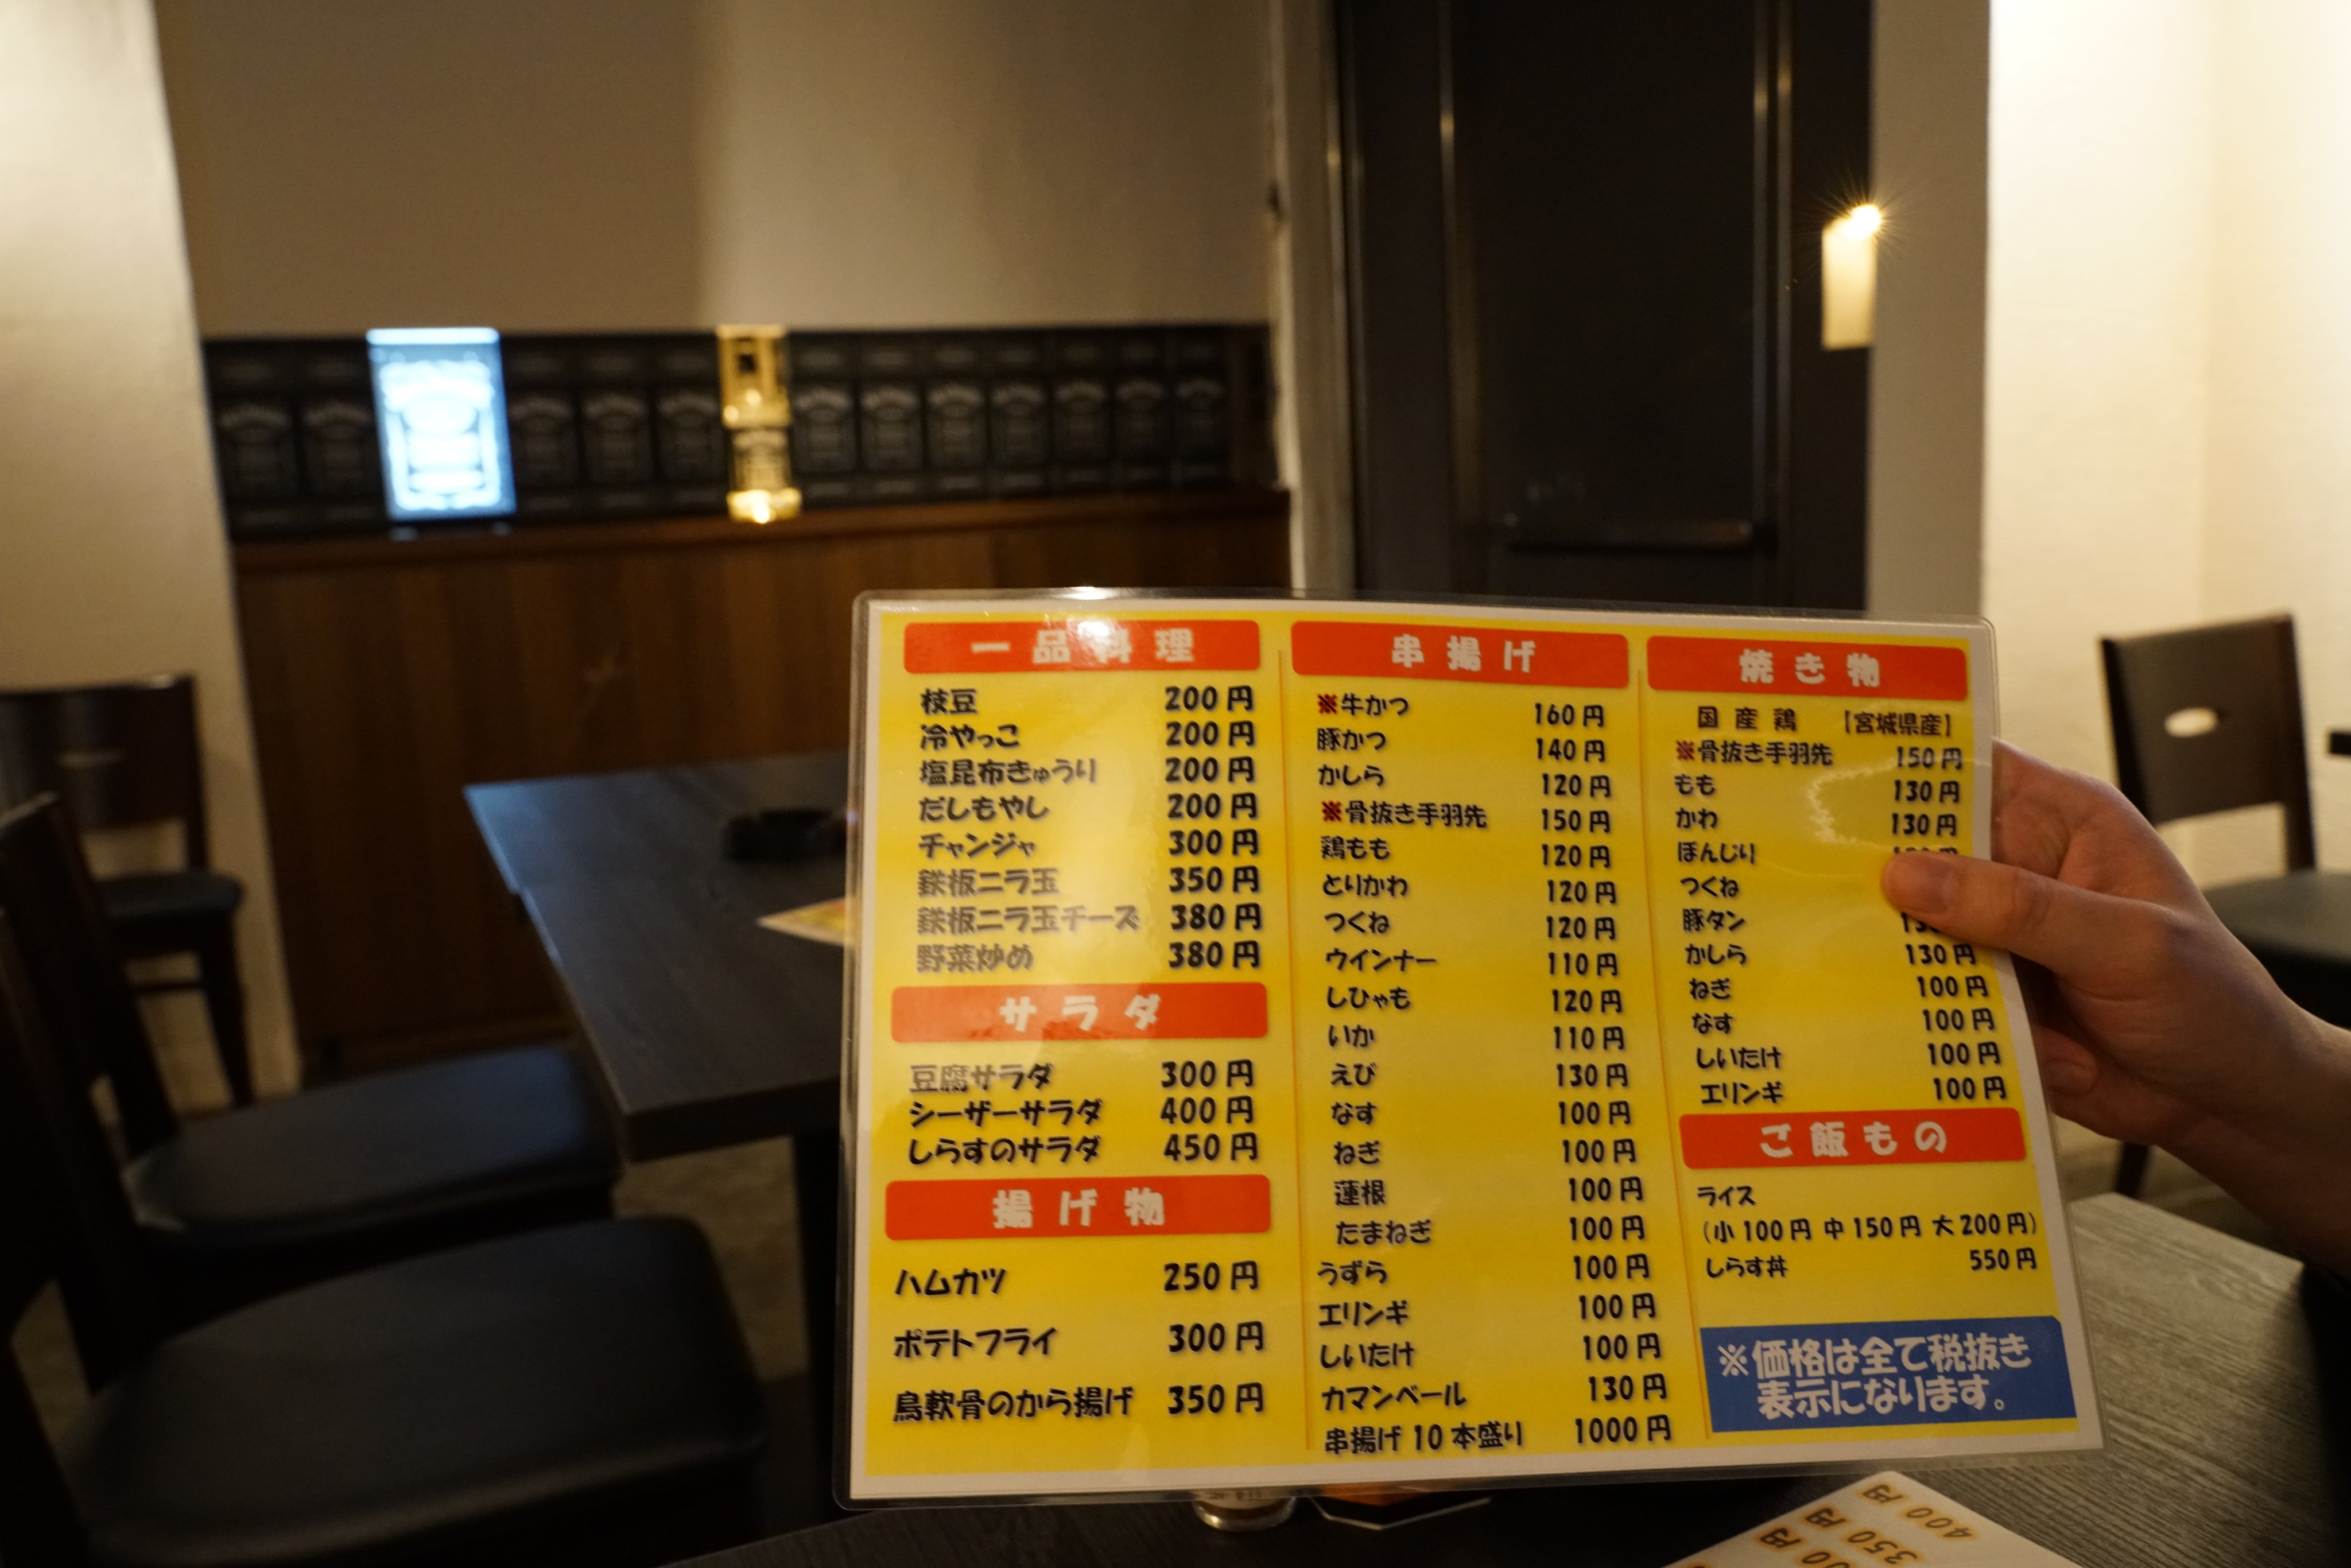 一品料理
枝豆 200円
冷やっこ 200円
塩昆布きゅうり 200円
だしもやし 200円
チャンジャ 300円
鉄板ニラ玉 350円
鉄板ニラ玉チーズ 380円
野菜炒め 380円
サラダ
豆腐サラダ 300円
シーザーサラダ 400円
しらすのサラダ 450円
揚げ物
ハムカツ 250円
ポテトフライ 300円
鳥軟骨のから揚げ 350円
串揚げ
※牛かつ 160円
豚かつ 140円
かしら 120円
※骨抜き手羽先 150円
鶏もも 120円
とりかわ 120円
つくね 120円
ウインナー 110円
しひゃも 120円
いか 110円
えび 130円
なす 100円
ねぎ 100円
蓮根 100円
たまねぎ 100円
うずら 100円
エリンギ 100円
しいたけ 100円
カマンベール 130円
串揚げ10本盛り 1000円
焼き物
国産鶏 【宮城県産】
※骨抜き手羽先 150円
もも 130円
かわ 130円
ぼんじり
つくね
豚タン
かしら 130円
ねぎ 100円
なす 100円
しいたけ 100円
エリンギ 100円
ご飯もの
ライス
(小100円 中150円 大200円)
しらす丼 550円
※価格は全て税抜き
表示になります。
400円
350円